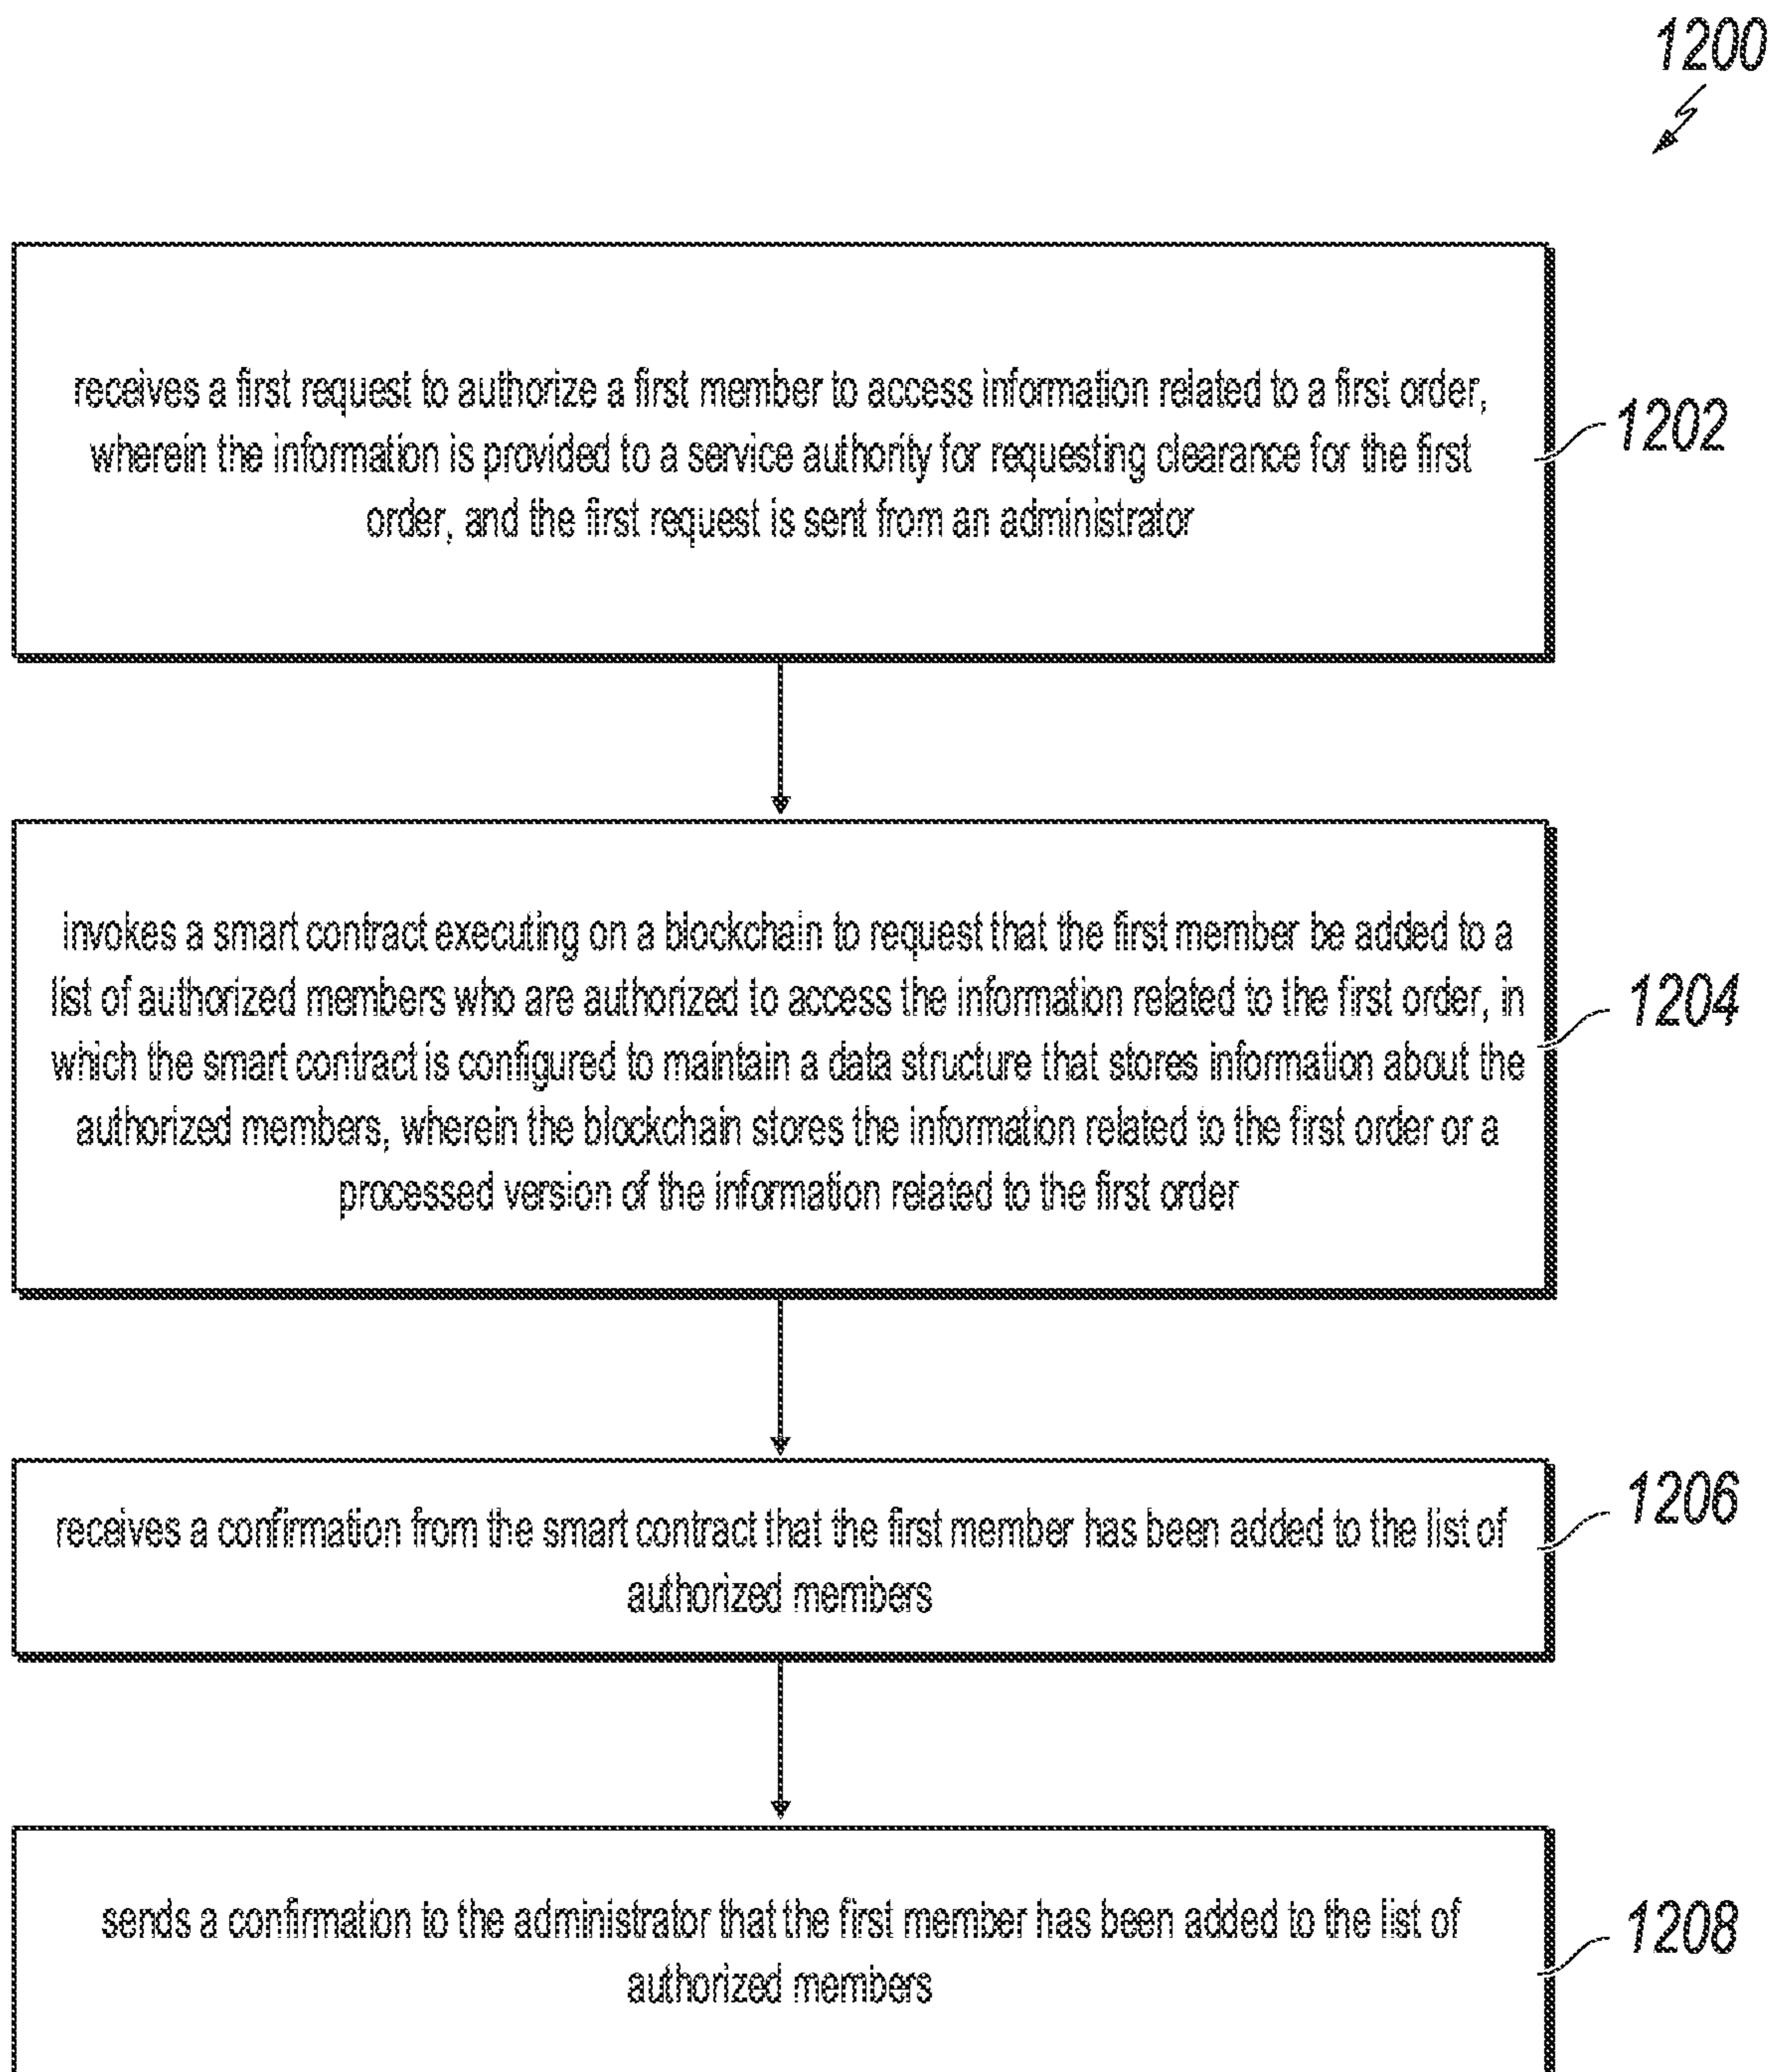 1200
receives a first request to authorize a first member to access information related to a first order,
wherein the information is provided to a service authority for requesting clearance for the first
order, and the first request is sent from an administrator
1202
invokes a smart contract executing on a blockchain to request that the first member be added to a
list of authorized members who are authorized to access the information related to the first order, in
which the smart contract is configured to maintain a data structure that stores information about the
authorized members, wherein the blockchain stores the information related to the first order or a
processed version of the information related to the first order
1204
receives a confirmation from the smart contract that the first member has been added to the list of
authorized members
1206
sends a confirmation to the administrator that the first member has been added to the list of
authorized members
1208